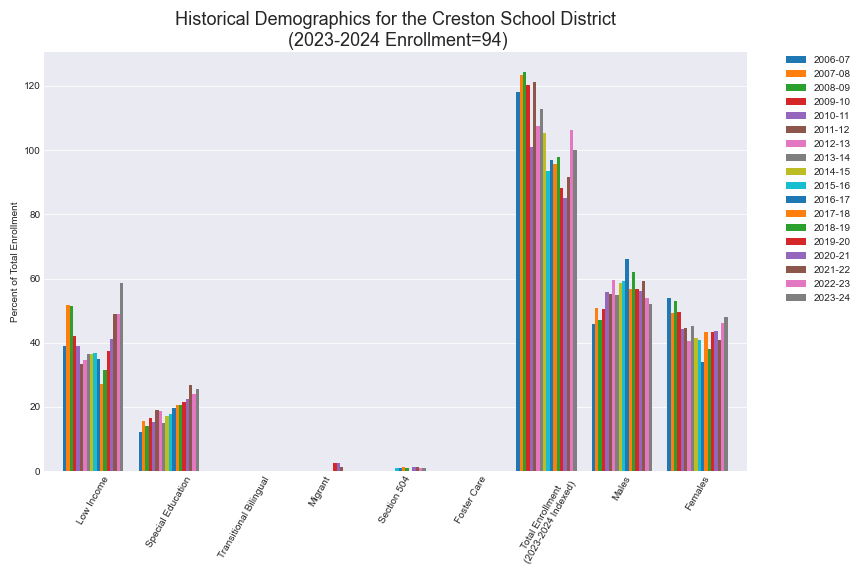 Historical Demographics for the Creston School District
(2023-2024 Enrollment=94)
Percent of Total Enrollment
120
100
80
60
40
20
0
Low Income
Special Education
Transitional Bilingual
Migrant
Section 504
Foster Care
Total Enrollment
(2023-2024 Indexed)
Males
Females
2006-07
2007-08
2008-09
2009-10
2010-11
2011-12
2012-13
2013-14
2014-15
2015-16
2016-17
2017-18
2018-19
2019-20
2020-21
2021-22
2022-23
2023-24